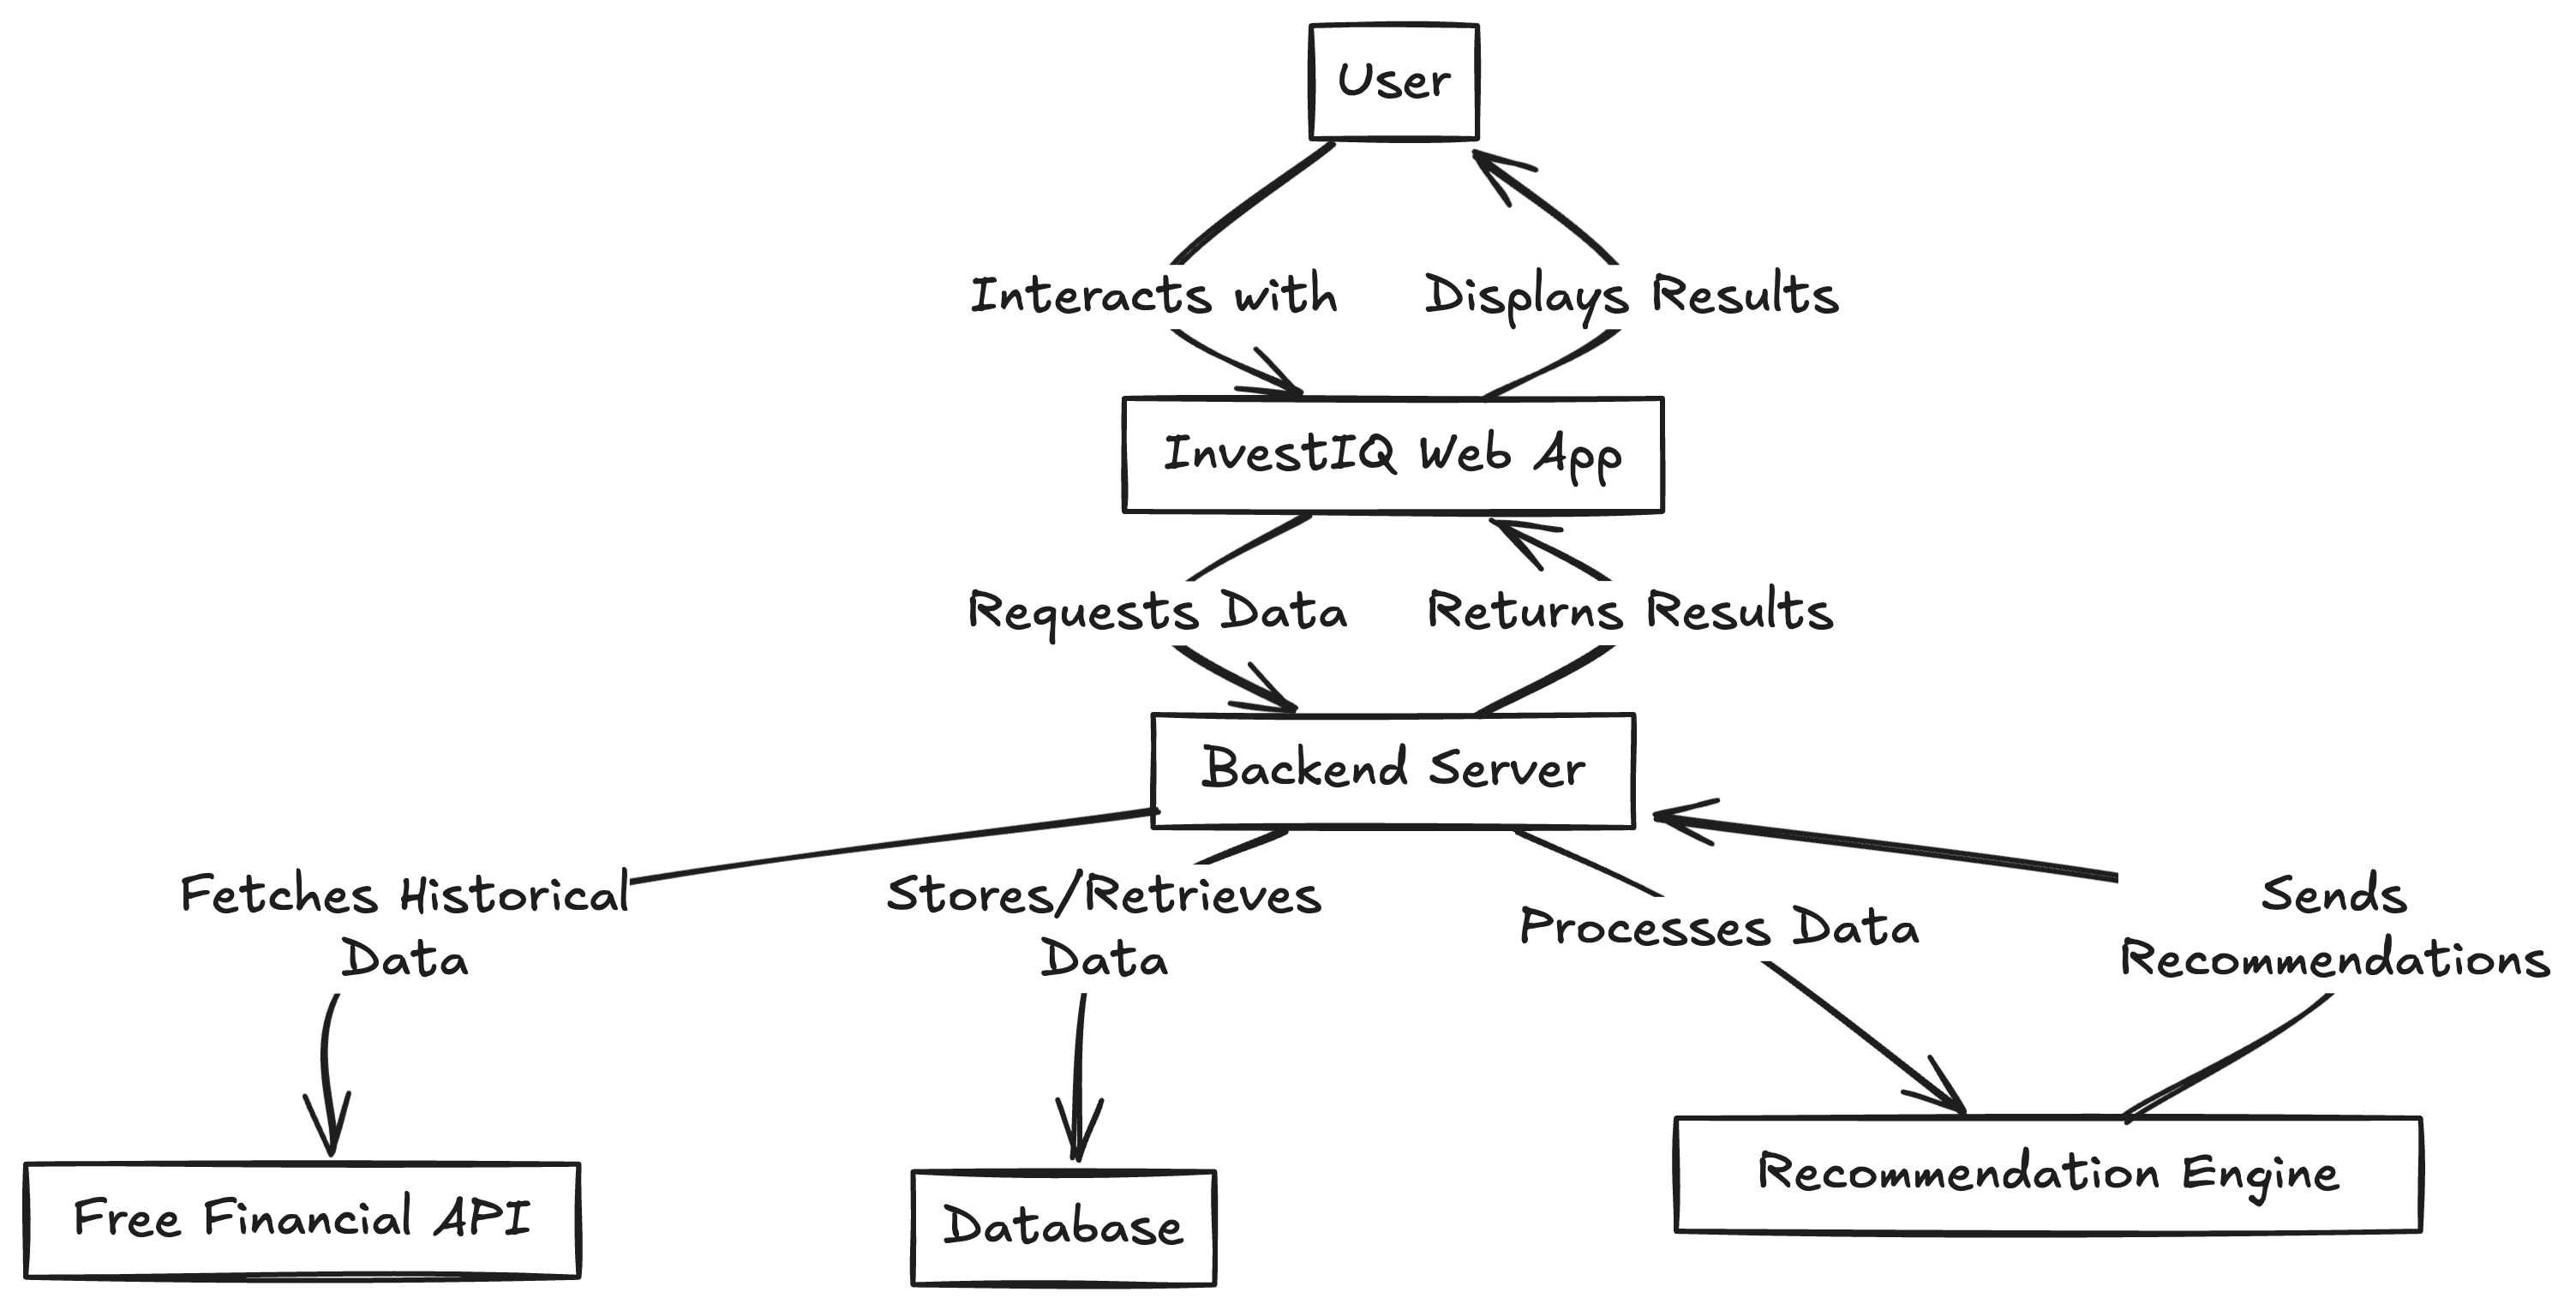 User
Interacts with
Displays Results
InvestIQ Web App
Requests Data
Returns Results
Backend Server
Fetches Historical
Data
Stores/Retrieves
Data
Processes Data
Sends
Recommendations
Free Financial API
Database
Recommendation Engine